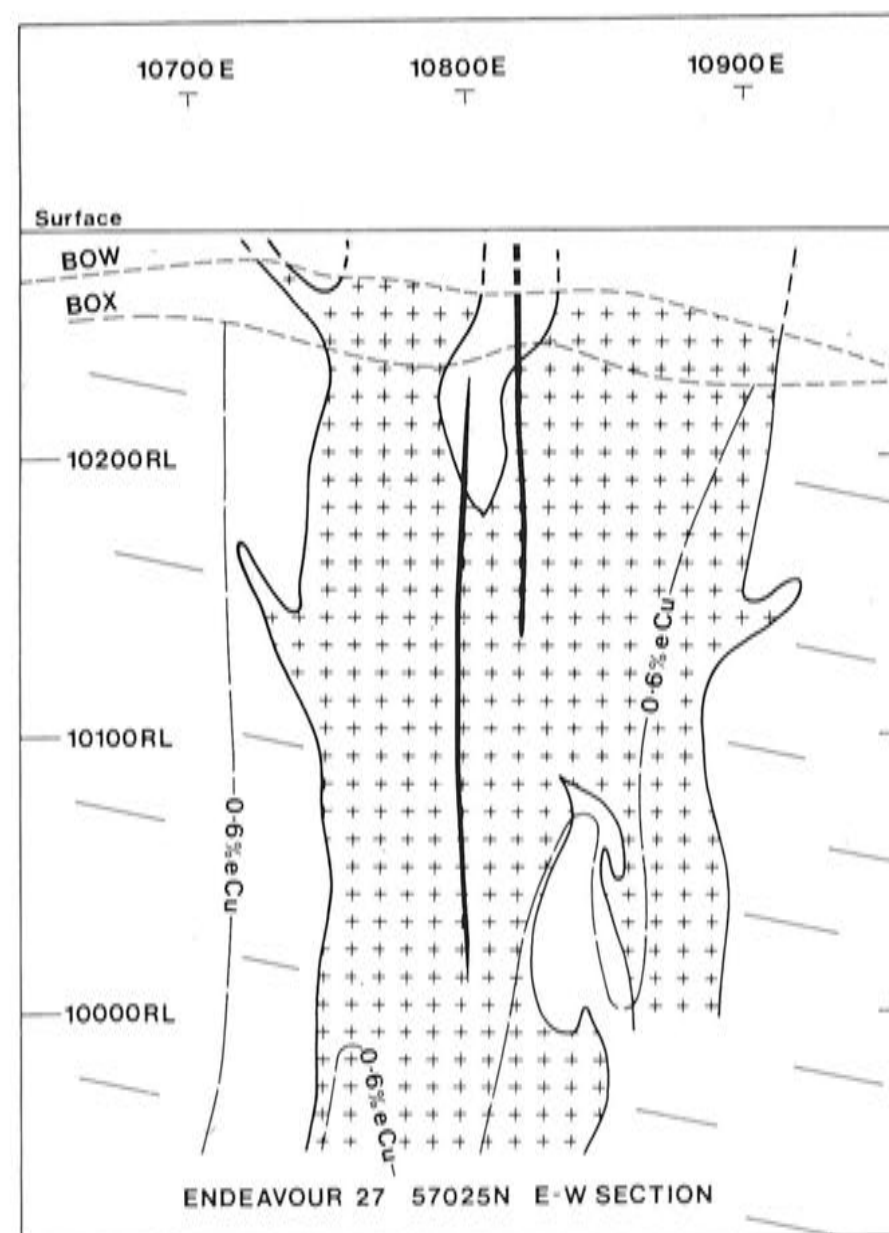 10700E 10800E 10900E
Surface
BOW
BOX
10200RL
0·6%eCu
10100RL
0·6%eCu
10000RL
0·6%eCu
ENDEAVOUR 27 57025N E-W SECTION